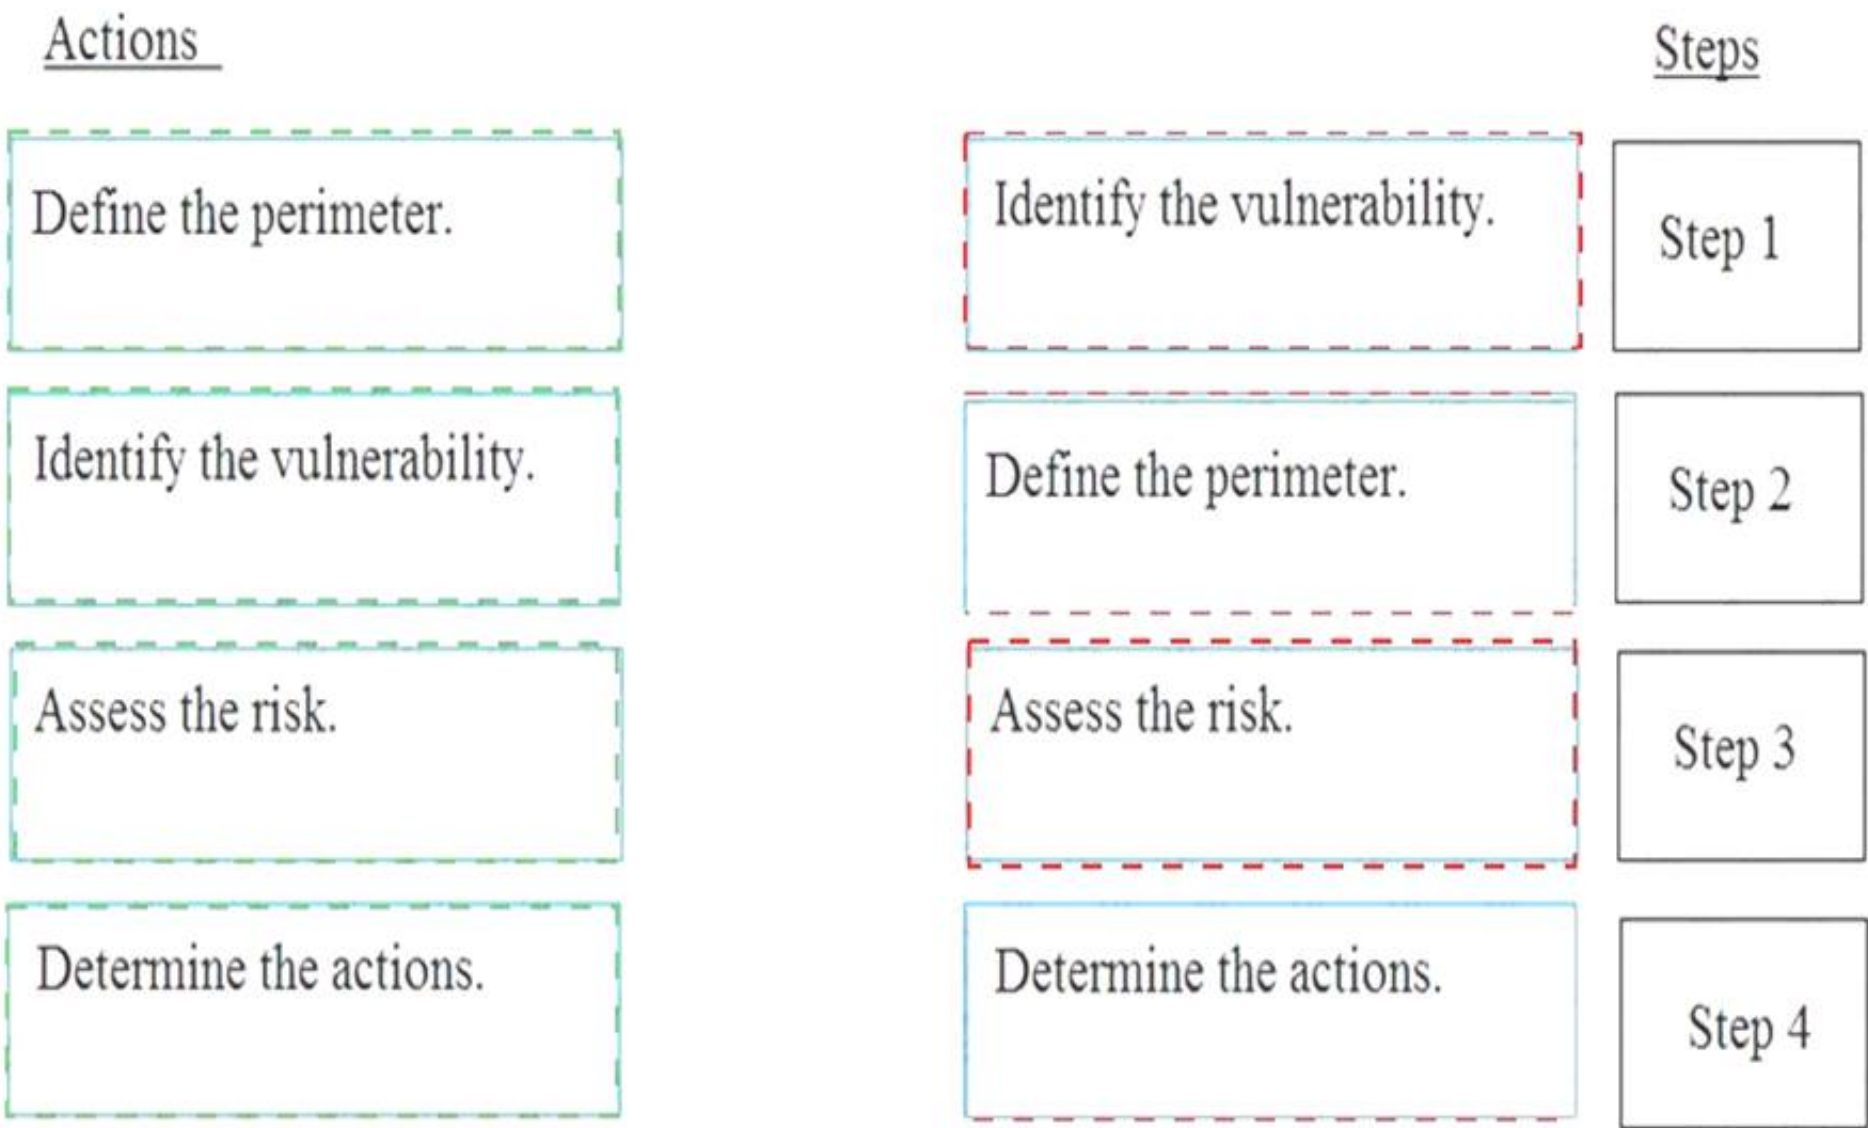 Actions
Steps
Define the perimeter.
Identify the vulnerability.
Step 1
Identify the vulnerability.
Define the perimeter.
Step 2
Assess the risk.
Assess the risk.
Step 3
Determine the actions.
Determine the actions.
Step 4